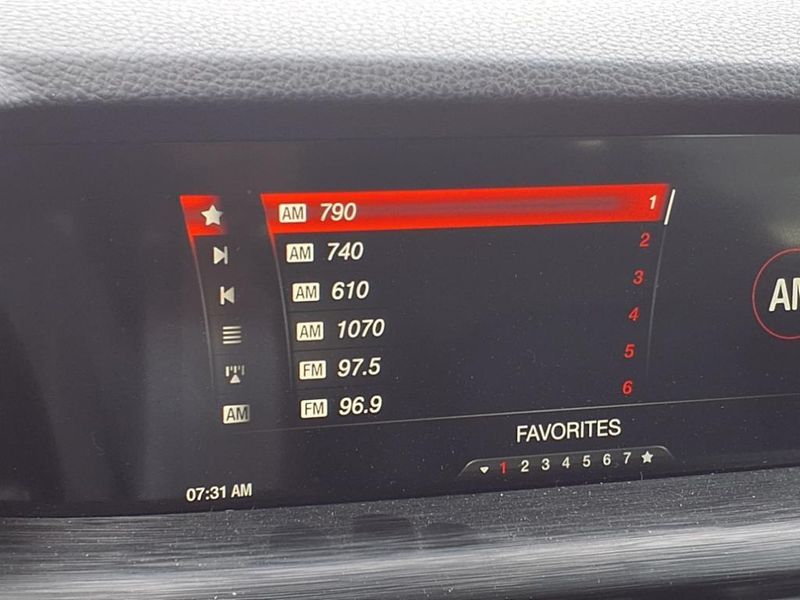 AM 790 1
AM 740 2
AM 610 3
AM 1070 4
FM 97.5 5
FM 96.9 6
AM
AM
FAVORITES
1 2 3 4 5 6 7
07:31 AM